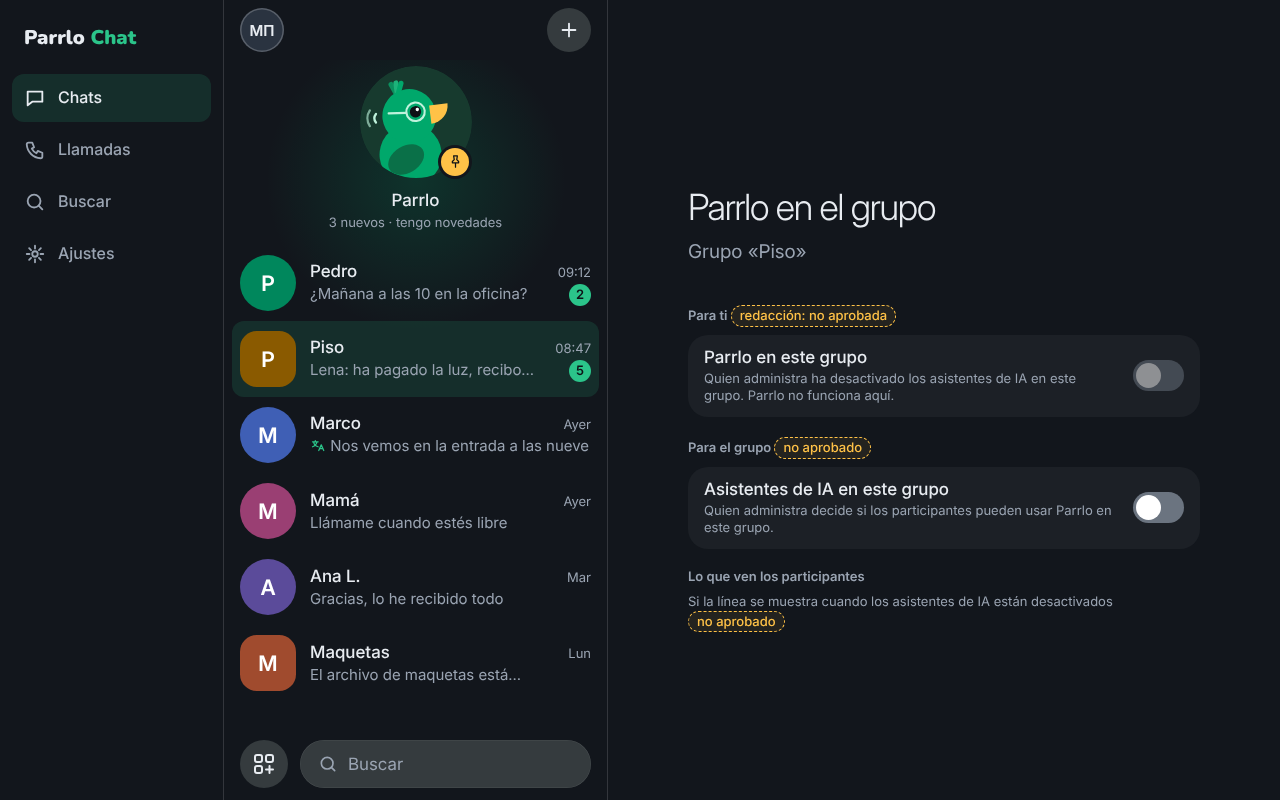 Parrlo Chat
Chats
Llamadas
Buscar
Ajustes
МП
Parrlo
3 nuevos · tengo novedades
P
Pedro
09:12
¿Mañana a las 10 en la oficina?
2
P
Piso
08:47
Lena: ha pagado la luz, recibo...
5
M
Marco
Ayer
Nos vemos en la entrada a las nueve
M
Mamá
Ayer
Llámame cuando estés libre
A
Ana L.
Mar
Gracias, lo he recibido todo
M
Maquetas
Lun
El archivo de maquetas está...
Buscar
Parrlo en el grupo
Grupo «Piso»
Para ti redacción: no aprobada
Parrlo en este grupo
Quien administra ha desactivado los asistentes de IA en este
grupo. Parrlo no funciona aquí.
Para el grupo no aprobado
Asistentes de IA en este grupo
Quien administra decide si los participantes pueden usar Parrlo en
este grupo.
Lo que ven los participantes
Si la línea se muestra cuando los asistentes de IA están desactivados
no aprobado